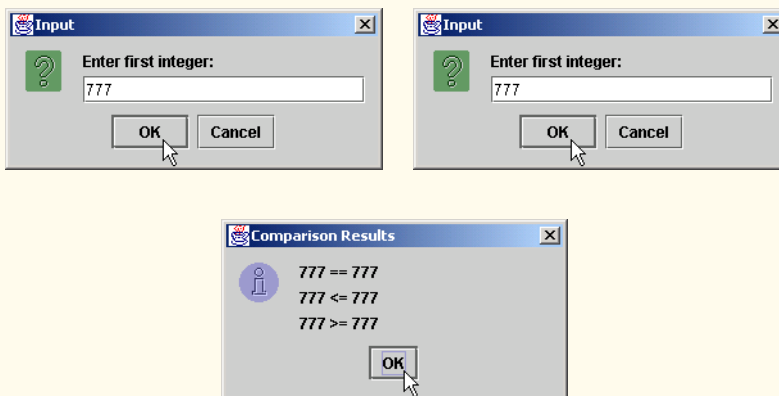 Input
Enter first integer:
777
OK Cancel
Input
Enter first integer:
777
OK Cancel
Comparison Results
777 == 777
777 <= 777
777 >= 777
OK